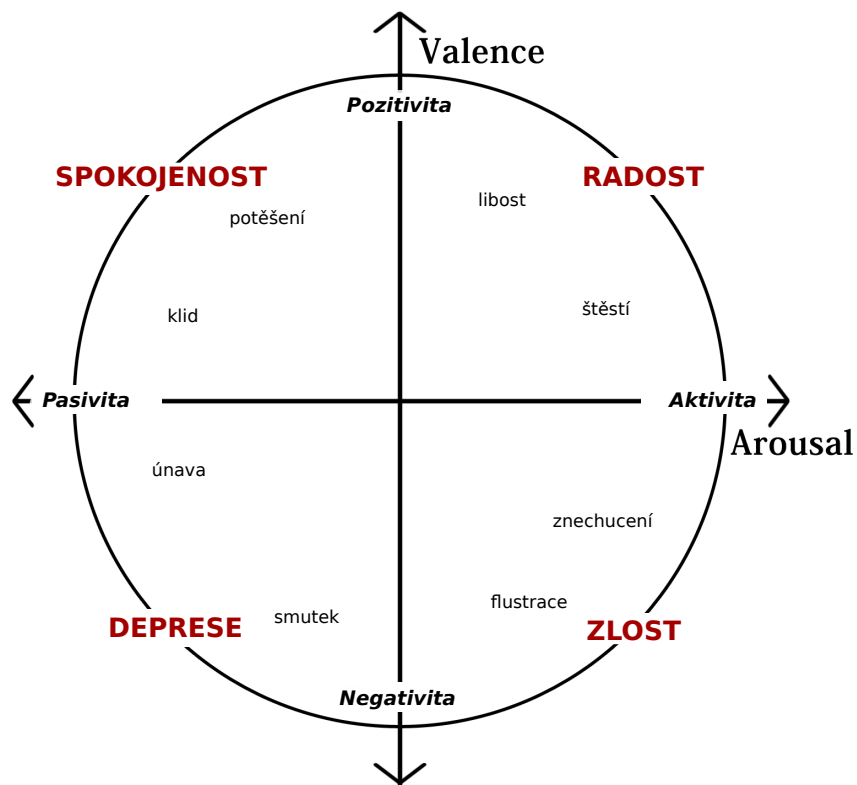 Valence
Pozitivita
SPOKOJENOST
RADOST
libost
potěšení
štěstí
klid
Pasivita
Aktivita
Arousal
únava
znechucení
flustrace
smutek
DEPRESE
ZLOST
Negativita